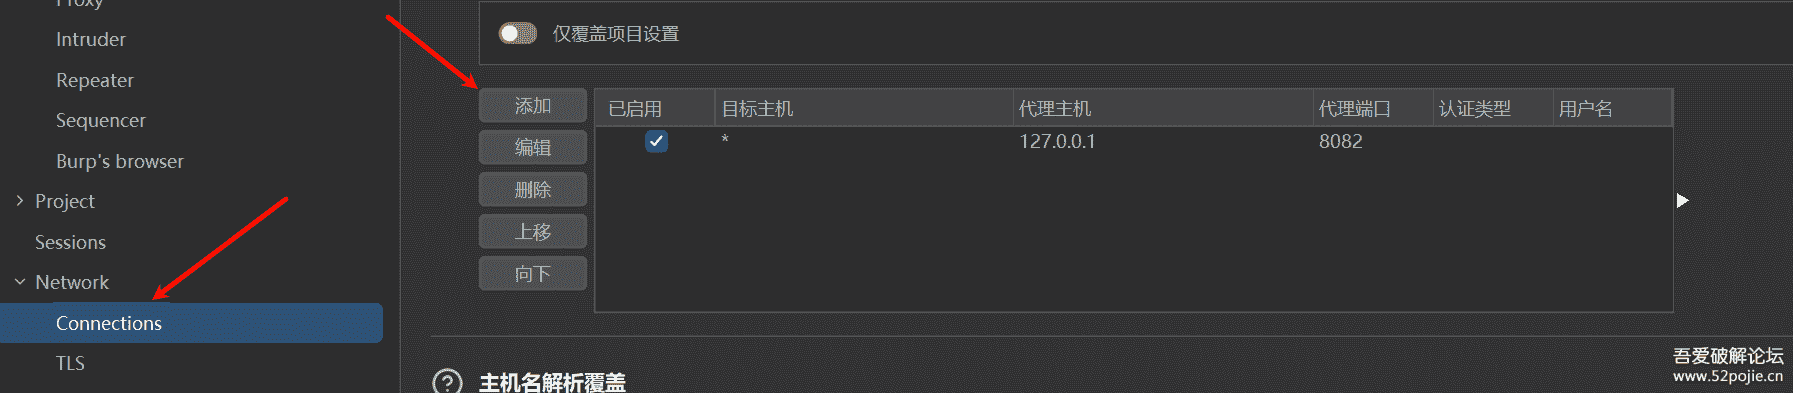 Proxy
Intruder
Repeater
Sequencer
Burp's browser
Project
Sessions
Network
Connections
TLS
仅覆盖项目设置
添加
编辑
删除
上移
向下
已启用 目标主机 代理主机 代理端口 认证类型 用户名
* 127.0.0.1 8082
主机名解析覆盖
吾爱破解论坛
www.52pojie.cn